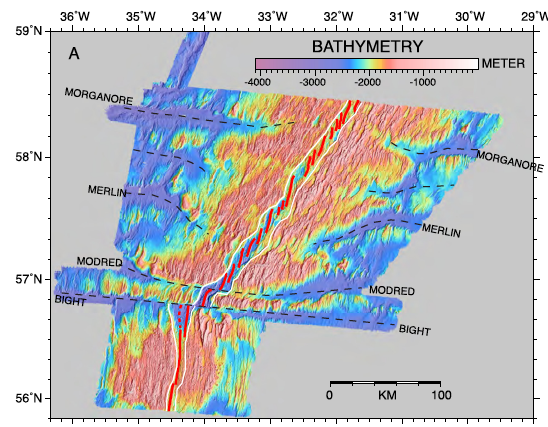 36°W 35°W 34°W 33°W 32°W 31°W 30°W 29°W
59°N
A
BATHYMETRY
METER
-4000 -3000 -2000 -1000
MORGANORE
58°N
MORGANORE
MERLIN
MERLIN
MODRED
57°N
MODRED
BIGHT
BIGHT
56°N
0 KM 100